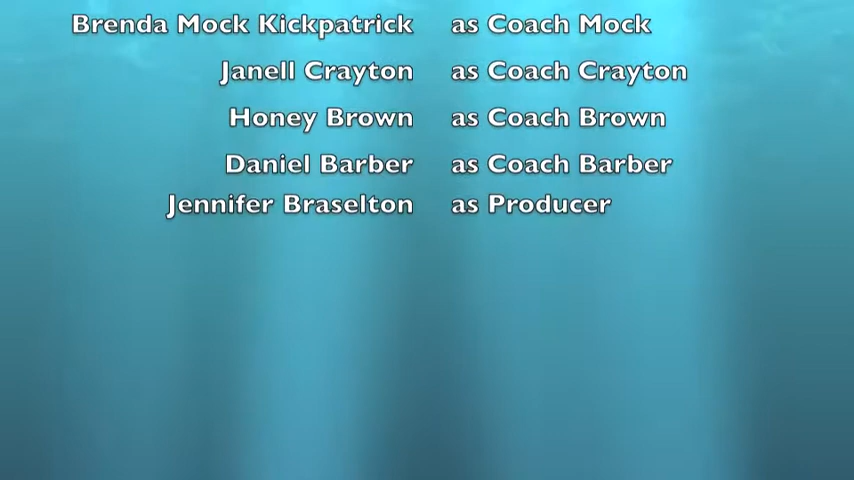 Brenda Mock Kickpatrick as Coach Mock
Janell Crayton as Coach Crayton
Honey Brown as Coach Brown
Daniel Barber as Coach Barber
Jennifer Braselton as Producer